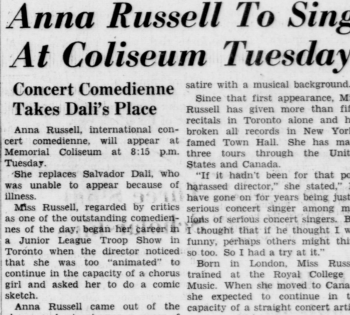 Anna Russell To Sing
At Coliseum Tuesday
Concert Comedienne
Takes Dali's Place
Anna Russell, international con-
cert comedienne, will appear at
Memorial Coliseum at 8:15 p.m.
Tuesday.
She replaces Salvador Dali, who
was unable to appear because of
illness.
Miss Russell, regarded by critics
as one of the outstanding comedien-
nes of the day, began her career in
a Junior League Troop Show in
Toronto when the director noticed
that she was too "animated" to
continue in the capacity of a chorus
girl and asked her to do a comic
sketch.
Anna Russell came out of the
satire with a musical background.
Since that first appearance, Mi
Russell has given more than fif
recitals in Toronto alone and h
broken all records in New York
famed Town Hall. She has ma
three tours through the Unit
States and Canada.
"If it hadn't been for that po
harassed director," she stated, "
have gone on for years being jus
serious concert singer among m
lions of serious concert singers. B
I thought that if he thought I w
funny, perhaps others might thi
so too. So I had a try at it."
Born in London, Miss Russ
trained at the Royal College
Music. When she moved to Cana
she expected to continue in t
capacity of a straight concert arti